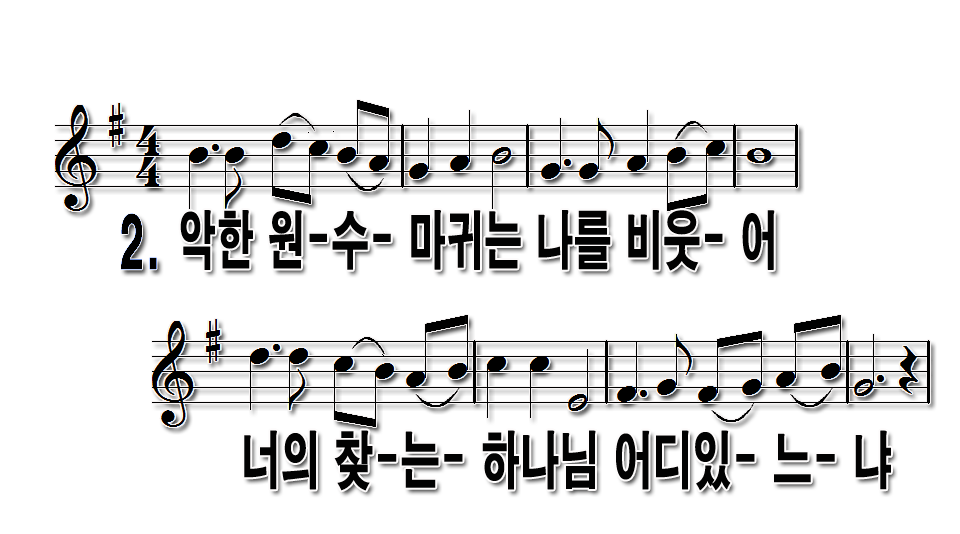 2. 악한 원-수- 마귀는 나를 비웃- 어
너의 찾-는- 하나님 어디있- 느- 냐